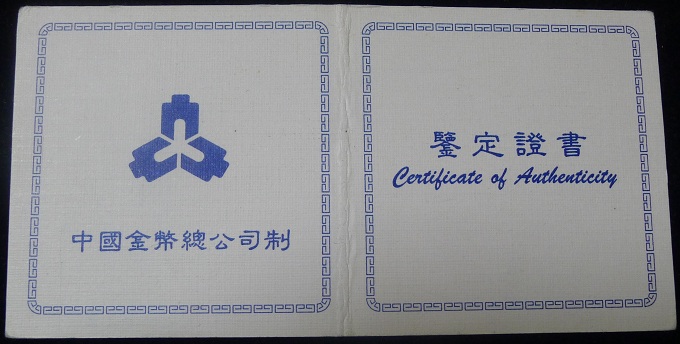 中國金幣總公司制
鑒定證書
Certificate of Authenticity